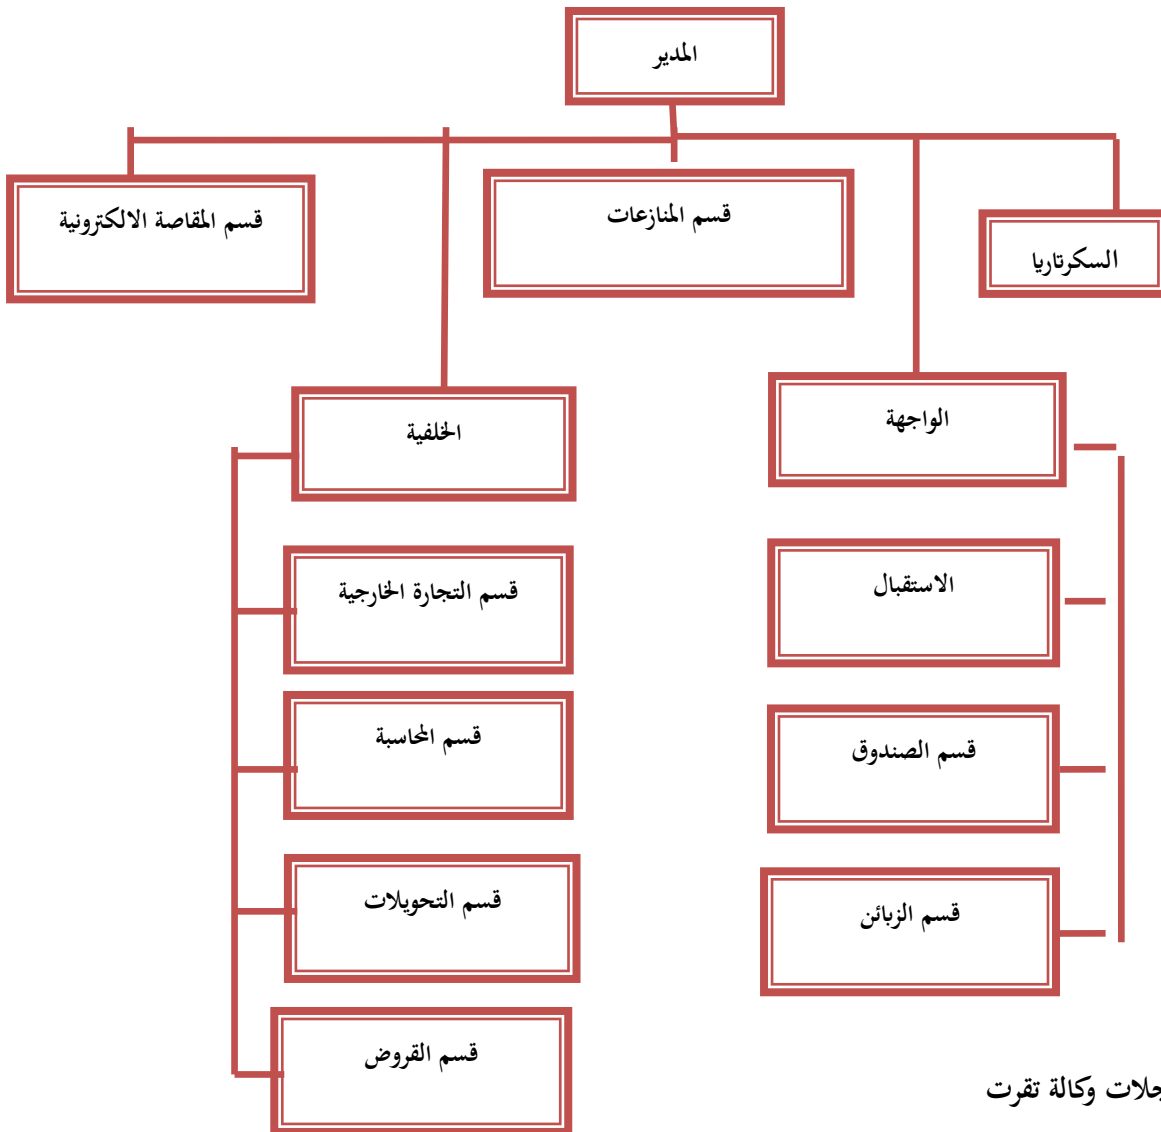 المدير
السكرتاريا
قسم المنازعات
قسم المقاصة الالكترونية
الواجهة
الاستقبال
قسم الصندوق
قسم الزبائن
الخلفية
قسم التجارة الخارجية
قسم المحاسبة
قسم التحويلات
قسم القروض
وكالة تقرت